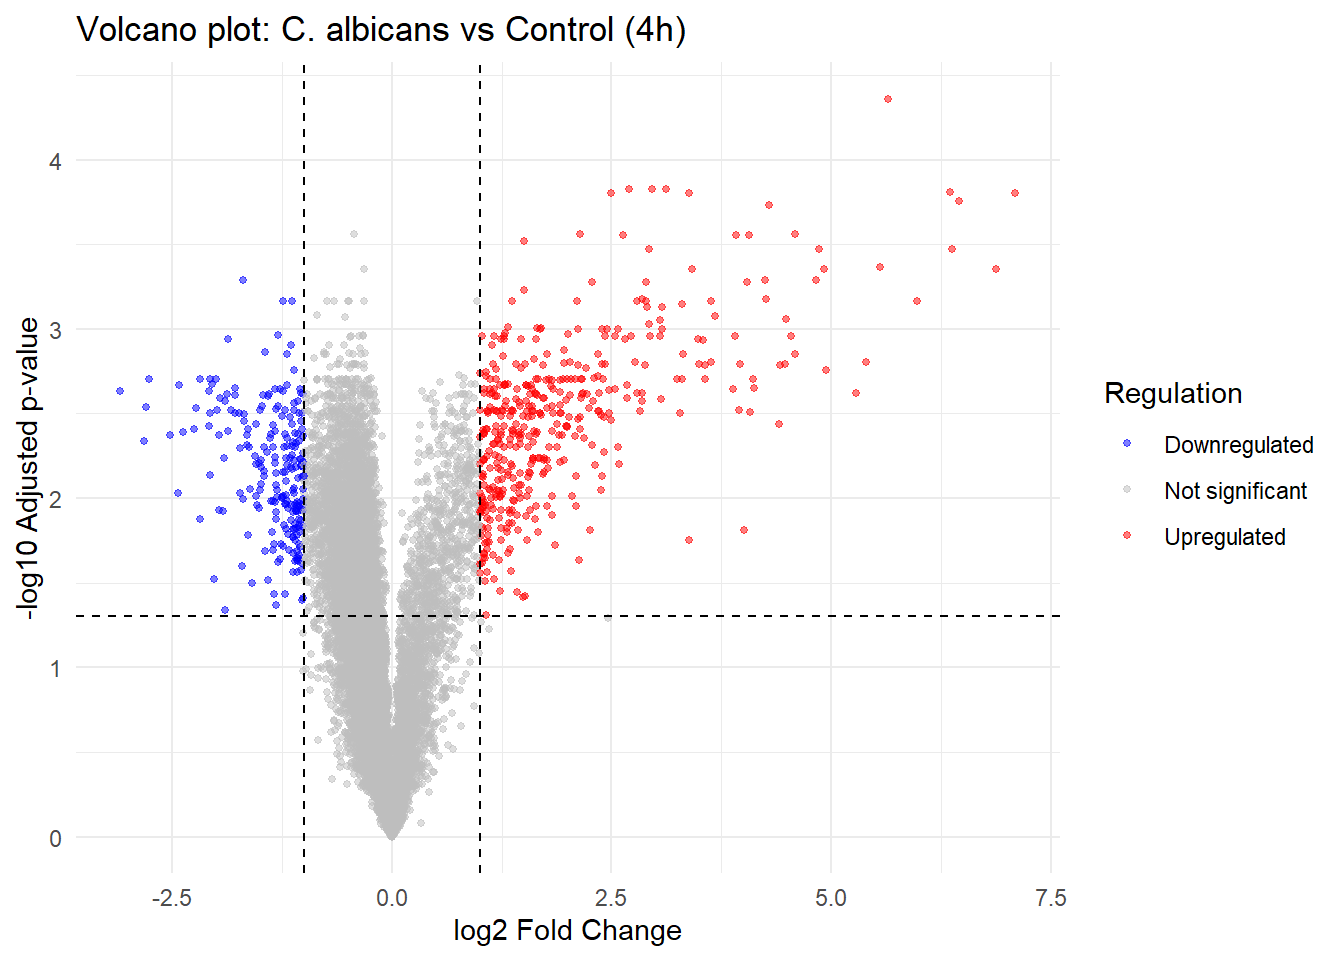 Volcano plot: C. albicans vs Control (4h)
-log10 Adjusted p-value
4
3
2
1
0
-2.5 0.0 2.5 5.0 7.5
log2 Fold Change
Regulation
Downregulated
Not significant
Upregulated